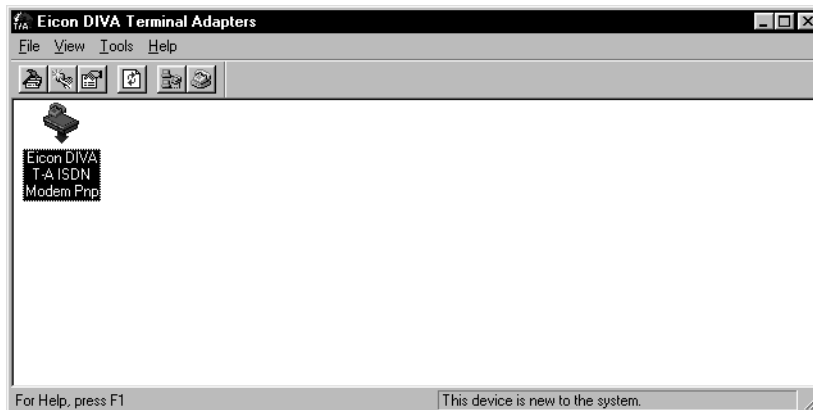 Eicon DIVA Terminal Adapters
File View Tools Help
Eicon DIVA
T-A ISDN
Modem Pnp
For Help, press F1
This device is new to the system.